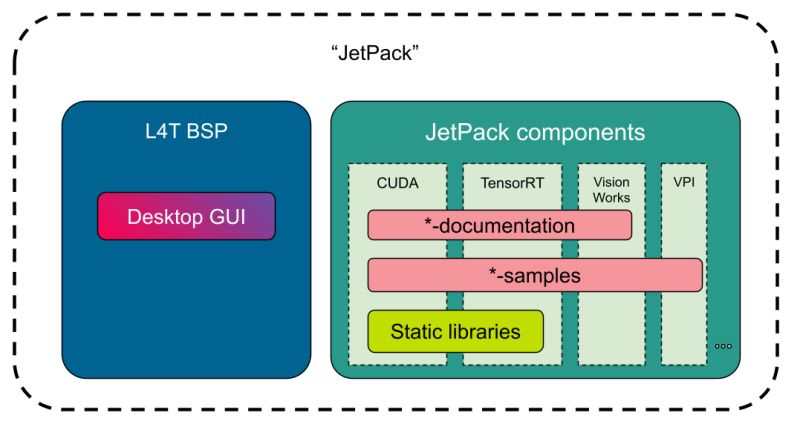 “JetPack”
L4T BSP
Desktop GUI
JetPack components
CUDA
TensorRT
Vision
Works
VPI
*-documentation
*-samples
Static libraries